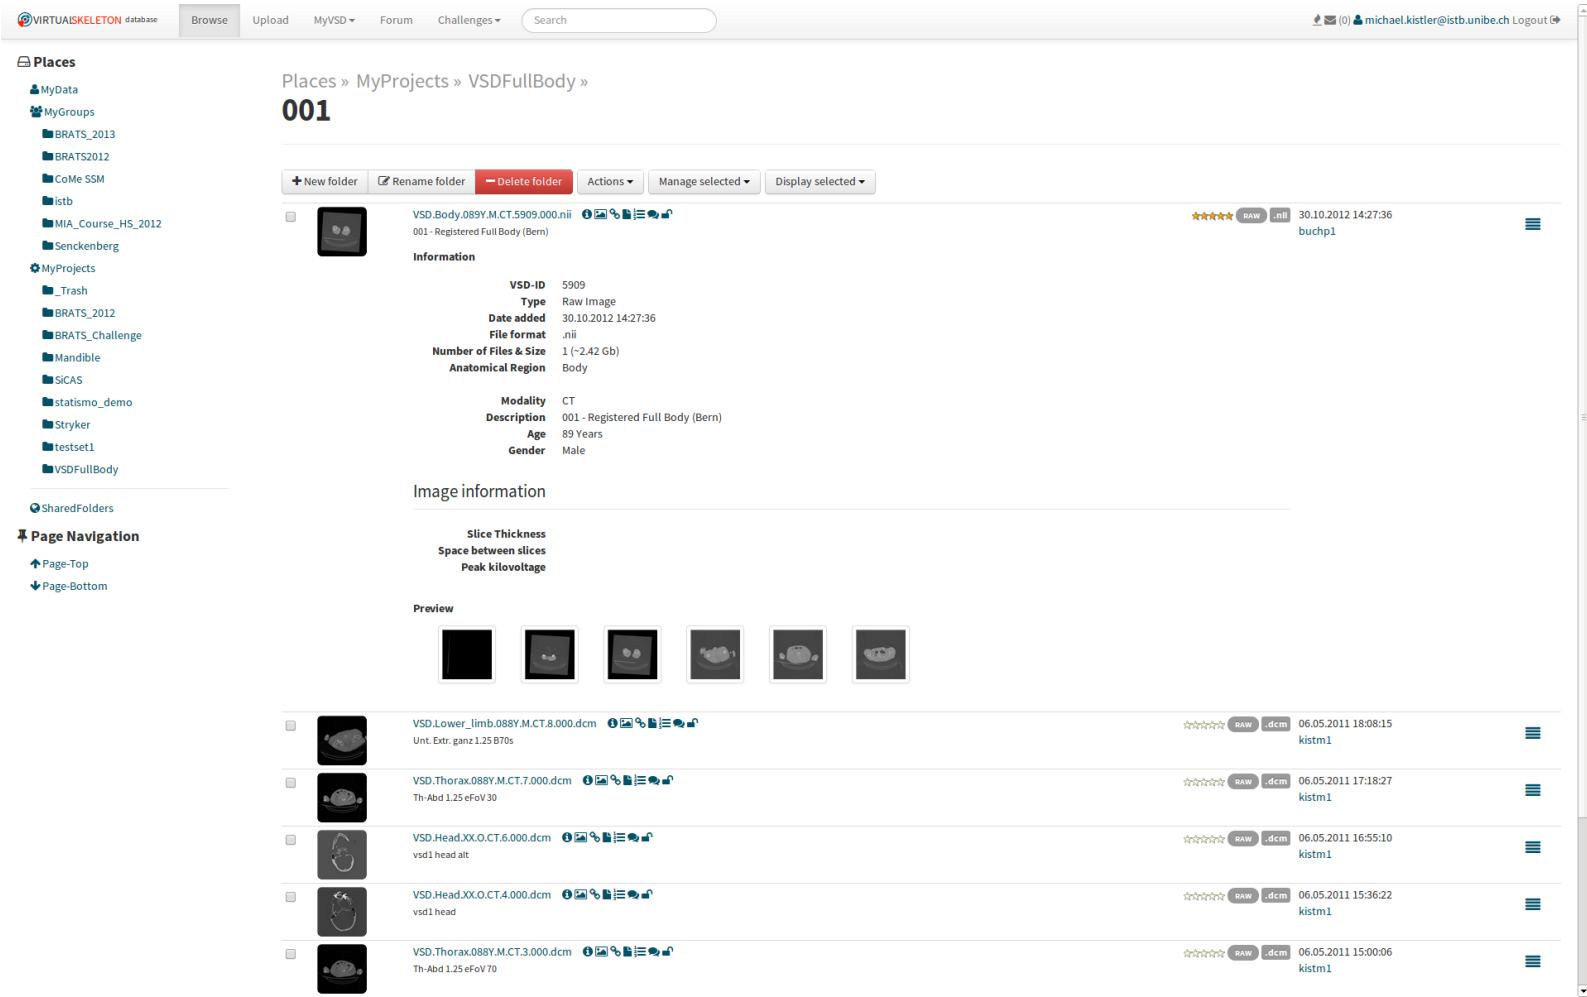 VIRTUALSKELETON database Browse Upload MyVSD Forum Challenges Search (0) michael.kistler@istb.unibe.ch Logout
Places
MyData
MyGroups
BRATS_2013
BRATS2012
CoMe SSM
istb
MIA_Course_HS_2012
Senckenberg
MyProjects
_Trash
BRATS_2012
BRATS_Challenge
Mandible
SiCAS
statismo_demo
Stryker
testset1
VSDFullBody
SharedFolders
Page Navigation
Page-Top
Page-Bottom
Places » MyProjects » VSDFullBody »
001
New folder Rename folder Delete folder Actions Manage selected Display selected
VSD.Body.089Y.M.CT.5909.000.nii RAW .nii 30.10.2012 14:27:36
001 - Registered Full Body (Bern) buchp1
Information
VSD-ID 5909
Type Raw Image
Date added 30.10.2012 14:27:36
File format .nii
Number of Files & Size 1 (~2.42 Gb)
Anatomical Region Body
Modality CT
Description 001 - Registered Full Body (Bern)
Age 89 Years
Gender Male
Image information
Slice Thickness
Space between slices
Peak kilovoltage
Preview
VSD.Lower_limb.088Y.M.CT.8.000.dcm RAW .dcm 06.05.2011 18:08:15
Unt. Extr. ganz 1.25 B70s kistm1
VSD.Thorax.088Y.M.CT.7.000.dcm RAW .dcm 06.05.2011 17:18:27
Th-Abd 1.25 eFoV 30 kistm1
VSD.Head.XX.O.CT.6.000.dcm RAW .dcm 06.05.2011 16:55:10
vsd1 head alt kistm1
VSD.Head.XX.O.CT.4.000.dcm RAW .dcm 06.05.2011 15:36:22
vsd1 head kistm1
VSD.Thorax.088Y.M.CT.3.000.dcm RAW .dcm 06.05.2011 15:00:06
Th-Abd 1.25 eFoV 70 kistm1